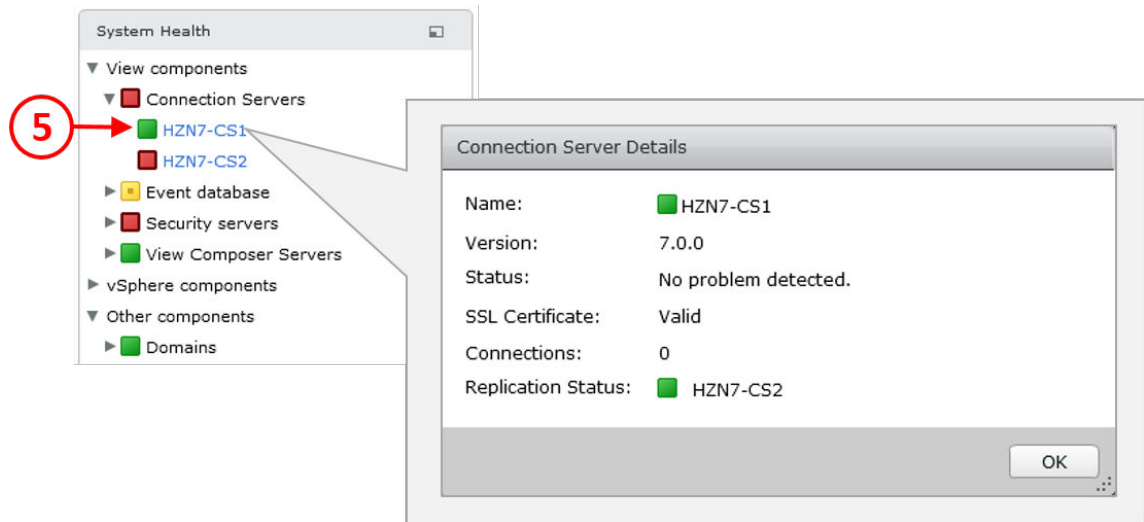 System Health
View components
Connection Servers
5
HZN7-CS1
HZN7-CS2
Event database
Security servers
View Composer Servers
vSphere components
Other components
Domains
Connection Server Details
Name: HZN7-CS1
Version: 7.0.0
Status: No problem detected.
SSL Certificate: Valid
Connections: 0
Replication Status: HZN7-CS2
OK